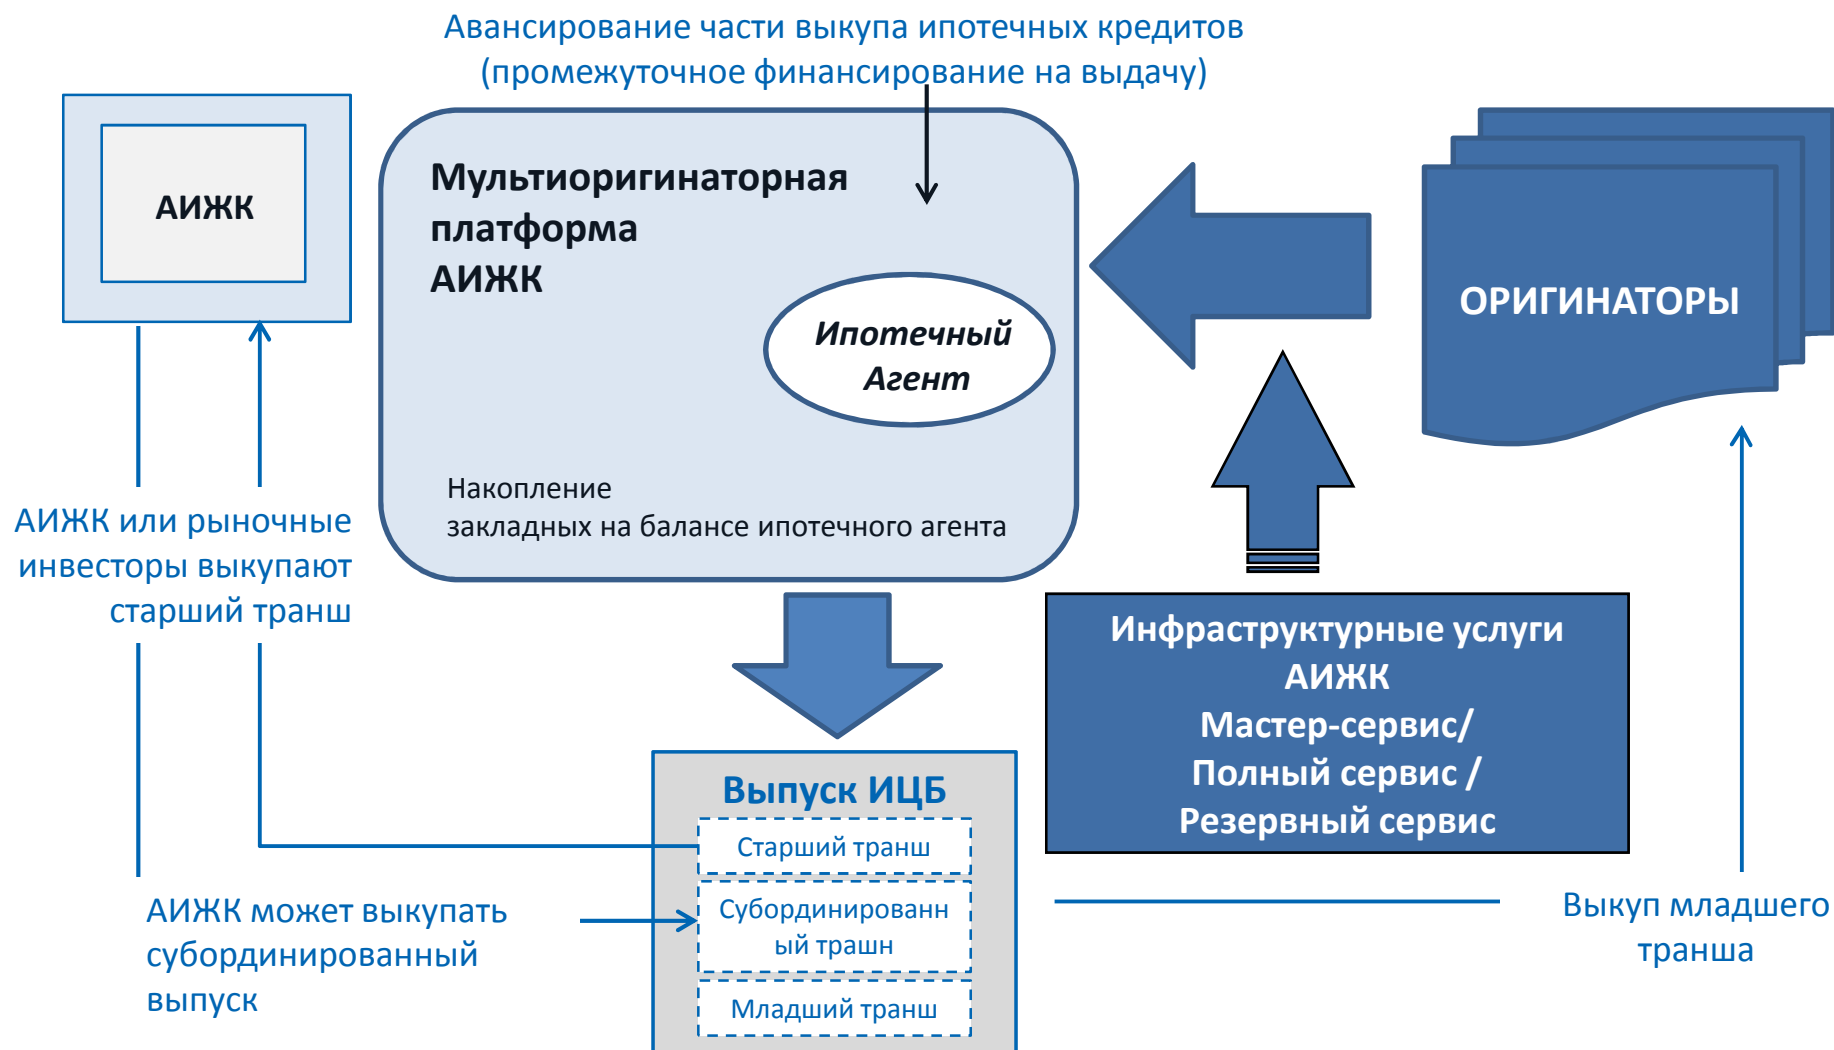 Авансирование части выкупа ипотечных кредитов
(промежуточное финансирование на выдачу)
АИЖК
Мультиоригинаторная
платформа
АИЖК
Ипотечный
Агент
Накопление
закладных на балансе ипотечного агента
ОРИГИНАТОРЫ
АИЖК или рыночные
инвесторы выкупают
старший транш
Инфраструктурные услуги
АИЖК
Мастер-сервис/
Полный сервис /
Резервный сервис
Выпуск ИЦБ
Старший транш
Субординированн
ый трашн
Младший транш
АИЖК может выкупать
субординированный
выпуск
Выкуп младшего
транша